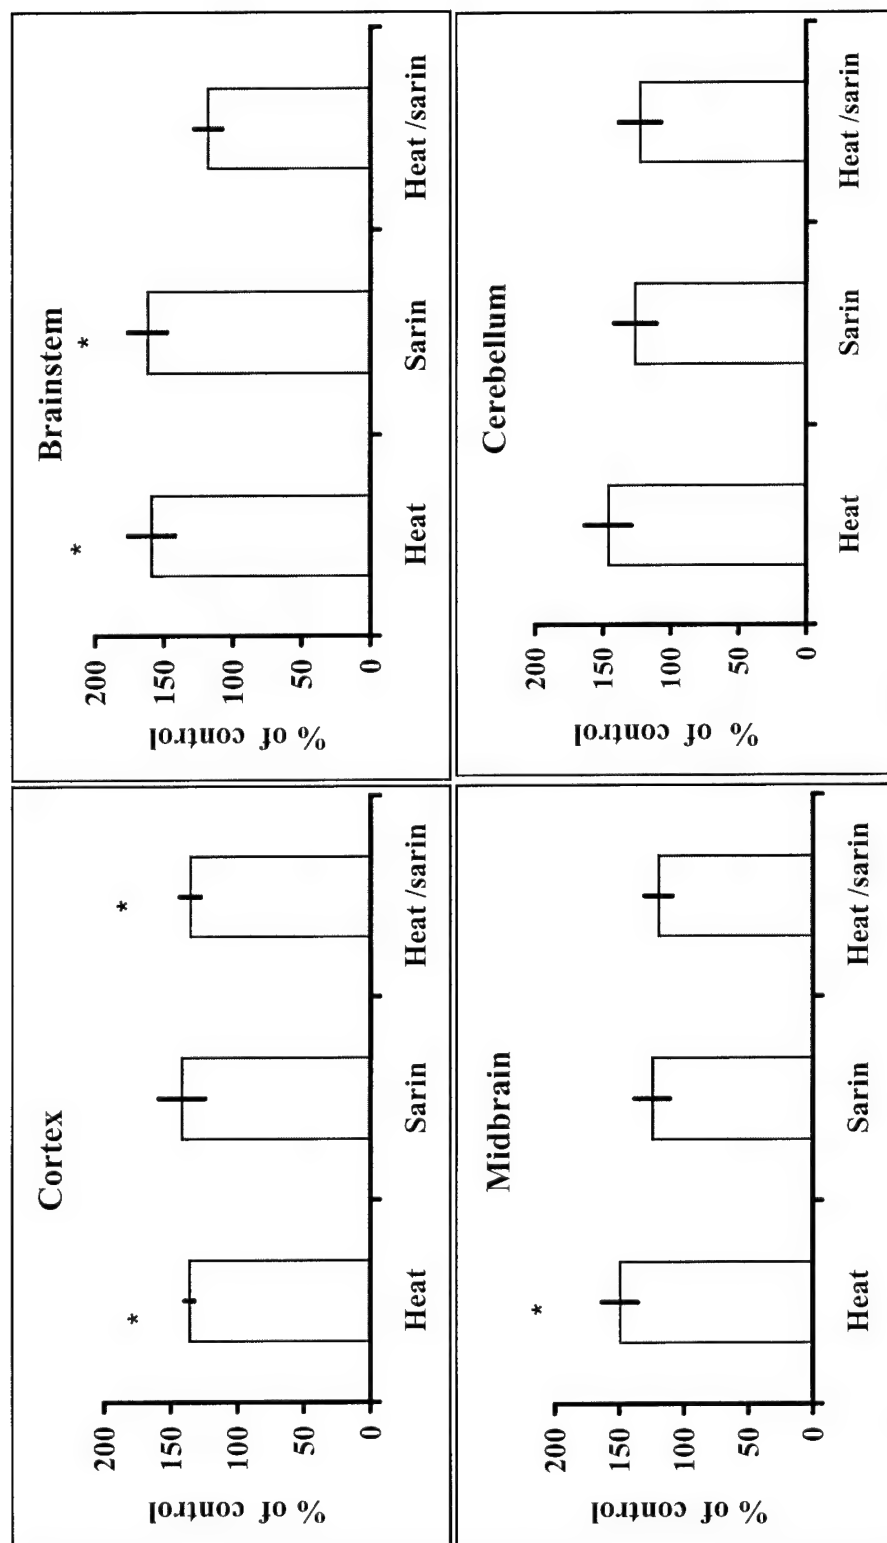 Cortex
*
*
200
150
100
50
0
% of control
Heat
Sarin
Heat /sarin
Brainstem
*
*
200
150
100
50
0
% of control
Heat
Sarin
Heat /sarin
Midbrain
*
200
150
100
50
0
% of control
Heat
Sarin
Heat /sarin
Cerebellum
200
150
100
50
0
% of control
Heat
Sarin
Heat /sarin